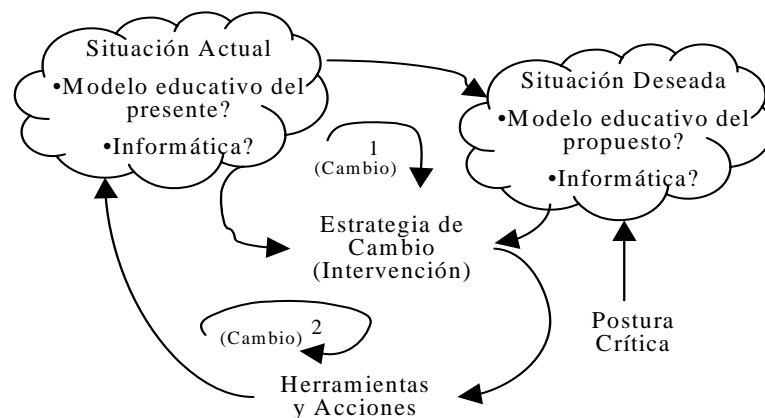 Situación Actual
•Modelo educativo del
presente?
•Informática?
Situación Deseada
•Modelo educativo del
propuesto?
•Informática?
1
(Cambio)
Estrategia de
Cambio
(Intervención)
(Cambio) 2
Postura
Crítica
Herramientas
y Acciones